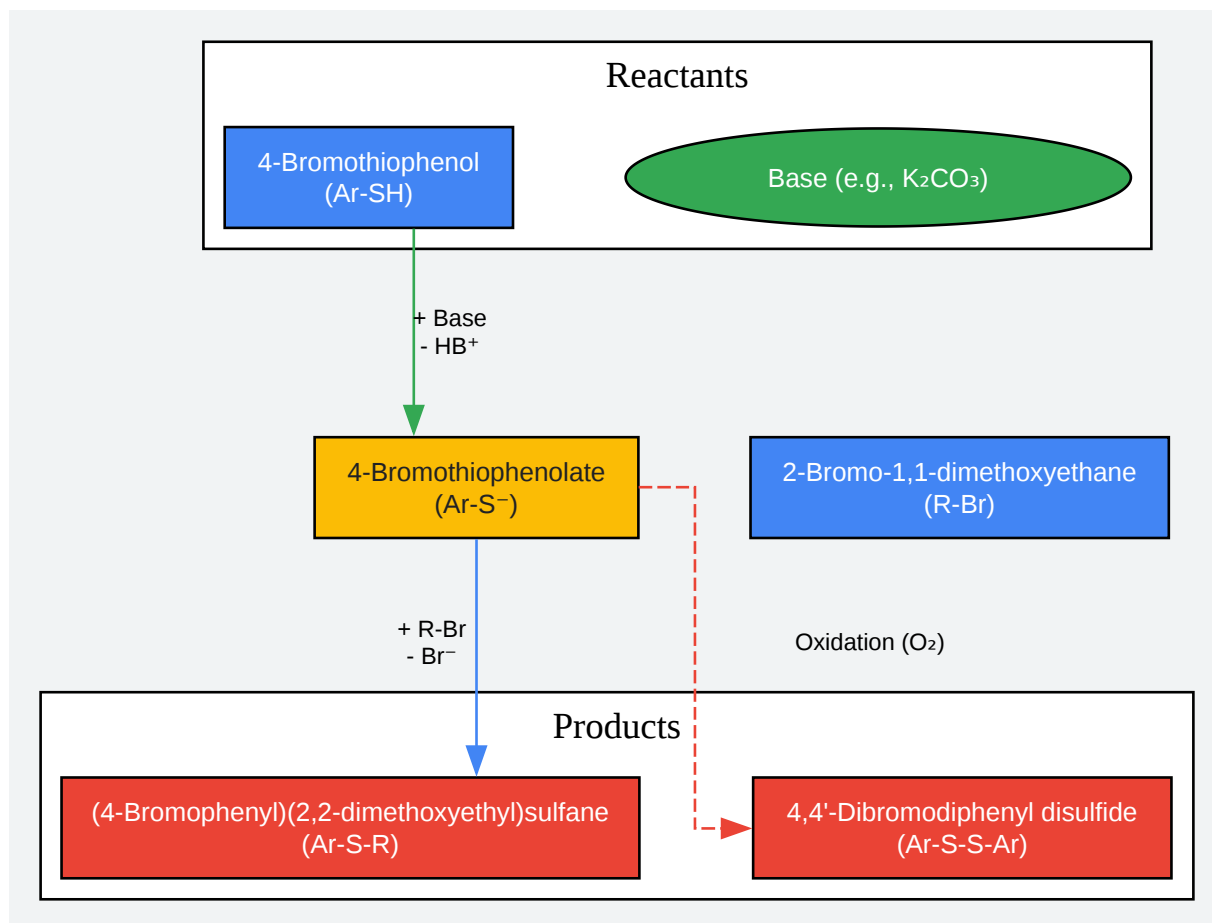 Reactants
4-Bromothiophenol
(Ar-SH)
Base (e.g., K₂CO₃)
+ Base
- HB⁺
4-Bromothiophenolate
(Ar-S⁻)
2-Bromo-1,1-dimethoxyethane
(R-Br)
+ R-Br
- Br⁻
Oxidation (O₂)
Products
(4-Bromophenyl)(2,2-dimethoxyethyl)sulfane
(Ar-S-R)
4,4'-Dibromodiphenyl disulfide
(Ar-S-S-Ar)